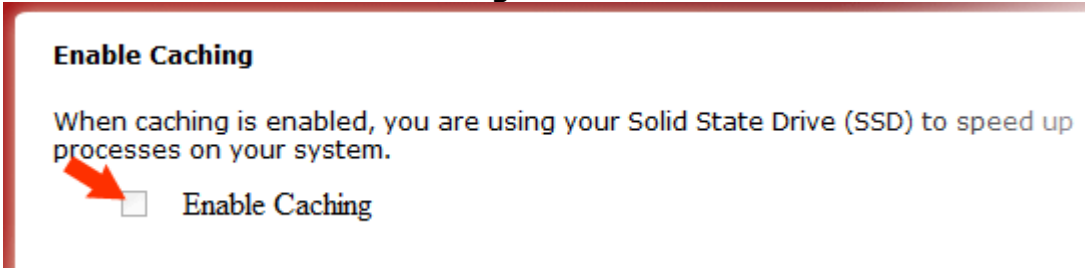 Enable Caching
When caching is enabled, you are using your Solid State Drive (SSD) to speed up
processes on your system.
Enable Caching